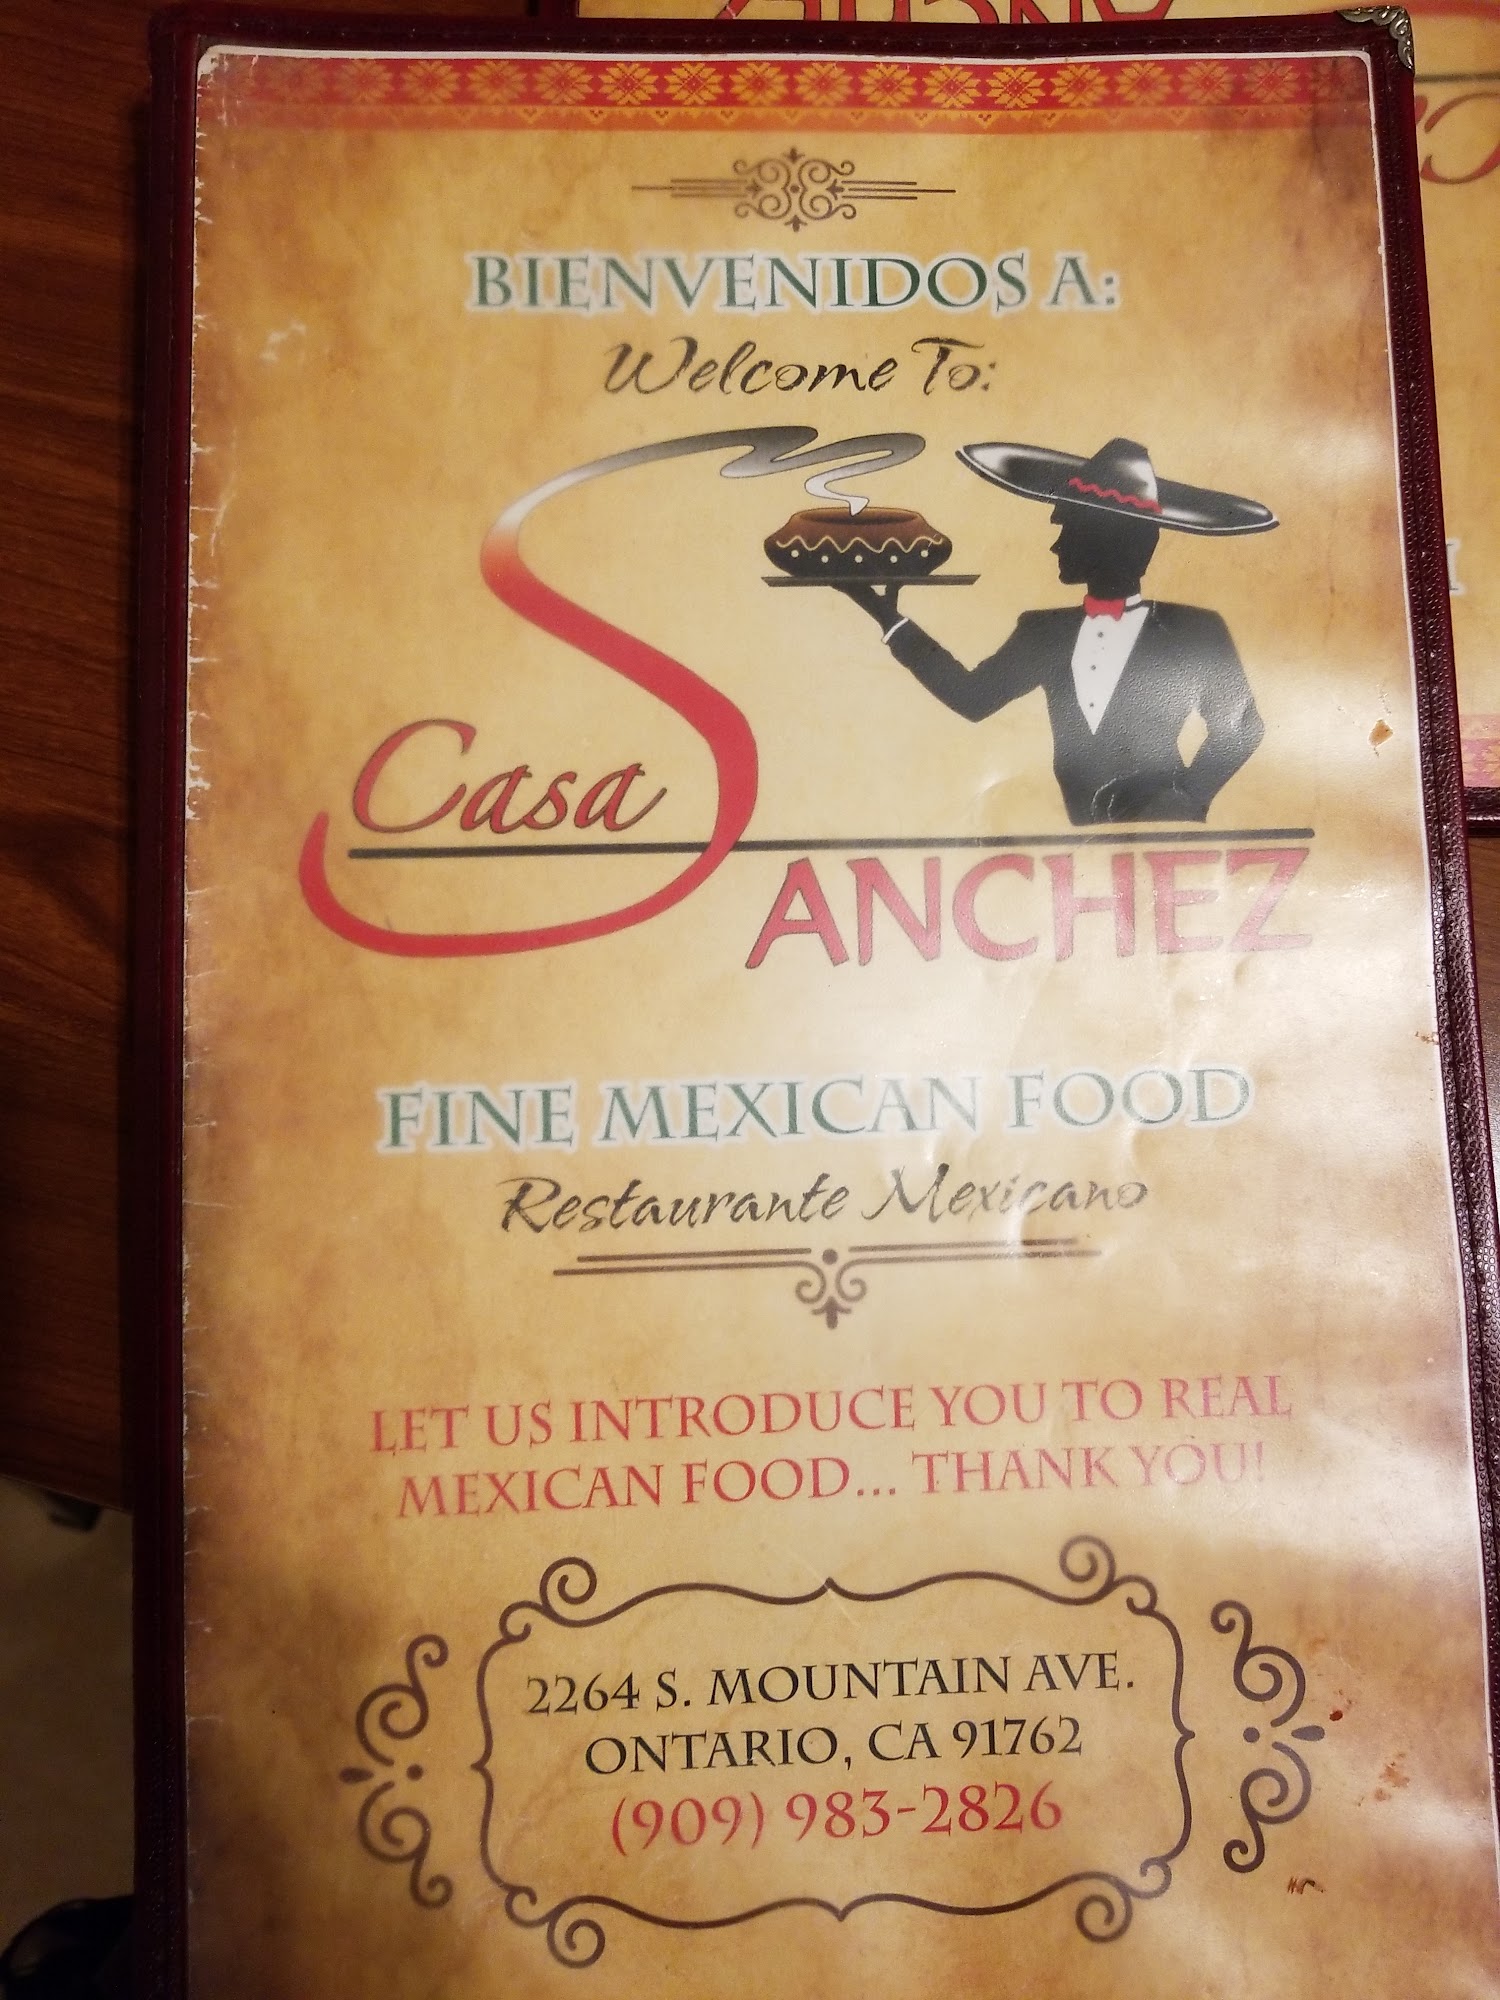 BIENVENIDOS A:
Welcome To:
Casa
SANCHEZ
FINE MEXICAN FOOD
Restaurante Mexicano
LET US INTRODUCE YOU TO REAL
MEXICAN FOOD... THANK YOU!
2264 S. MOUNTAIN AVE.
ONTARIO, CA 91762
(909) 983-2826